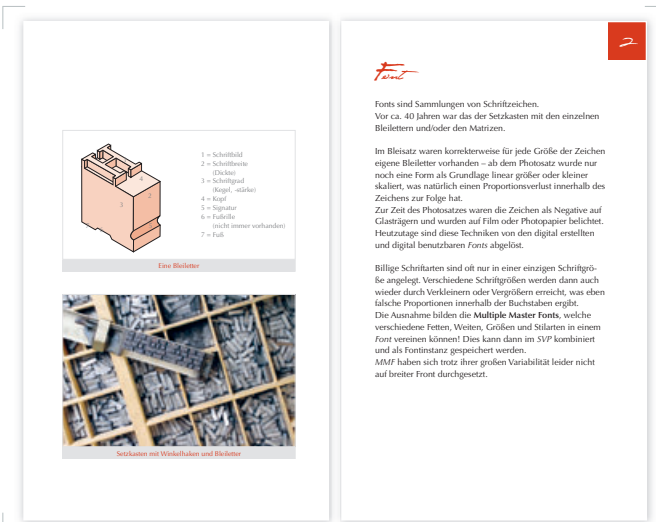 4
2
3
1 = Schriftbild
2 = Schriftbreite
(Dickte)
3 = Schriftgrad
(Kegel, -stärke)
4 = Kopf
5 = Signatur
6 = Fußrille
(nicht immer vorhanden)
7 = Fuß
Eine Bleiletter
Setzkasten mit Winkelhaken und Bleiletter
2
Font
Fonts sind Sammlungen von Schriftzeichen.
Vor ca. 40 Jahren war das der Setzkasten mit den einzelnen
Bleilettern und/oder den Matrizen.
Im Bleisatz waren korrekterweise für jede Größe der Zeichen
eigene Bleiletter vorhanden – ab dem Photosatz wurde nur
noch eine Form als Grundlage linear größer oder kleiner
skaliert, was natürlich einen Proportionsverlust innerhalb des
Zeichens zur Folge hat.
Zur Zeit des Photosatzes waren die Zeichen als Negative auf
Glasträgern und wurden auf Film oder Photopapier belichtet.
Heutzutage sind diese Techniken von den digital erstellten
und digital benutzbaren Fonts abgelöst.
Billige Schriftarten sind oft nur in einer einzigen Schriftgrö-
ße angelegt. Verschiedene Schriftgrößen werden dann auch
wieder durch Verkleinern oder Vergrößern erreicht, was eben
falsche Proportionen innerhalb der Buchstaben ergibt.
Die Ausnahme bilden die Multiple Master Fonts, welche
verschiedene Fetten, Weiten, Größen und Stilarten in einem
Font vereinen können! Dies kann dann im SVP kombiniert
und als Fontinstanz gespeichert werden.
MMF haben sich trotz ihrer großen Variabilität leider nicht
auf breiter Front durchgesetzt.